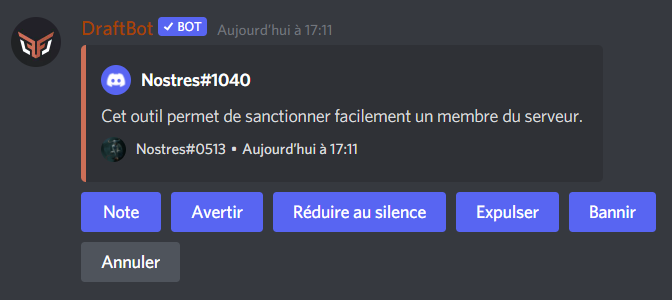 DraftBot ✓ BOT Aujourd'hui à 17:11
Nostres#1040
Cet outil permet de sanctionner facilement un membre du serveur.
Nostres#0513 • Aujourd'hui à 17:11
Note Avertir Réduire au silence Expulser Bannir
Annuler